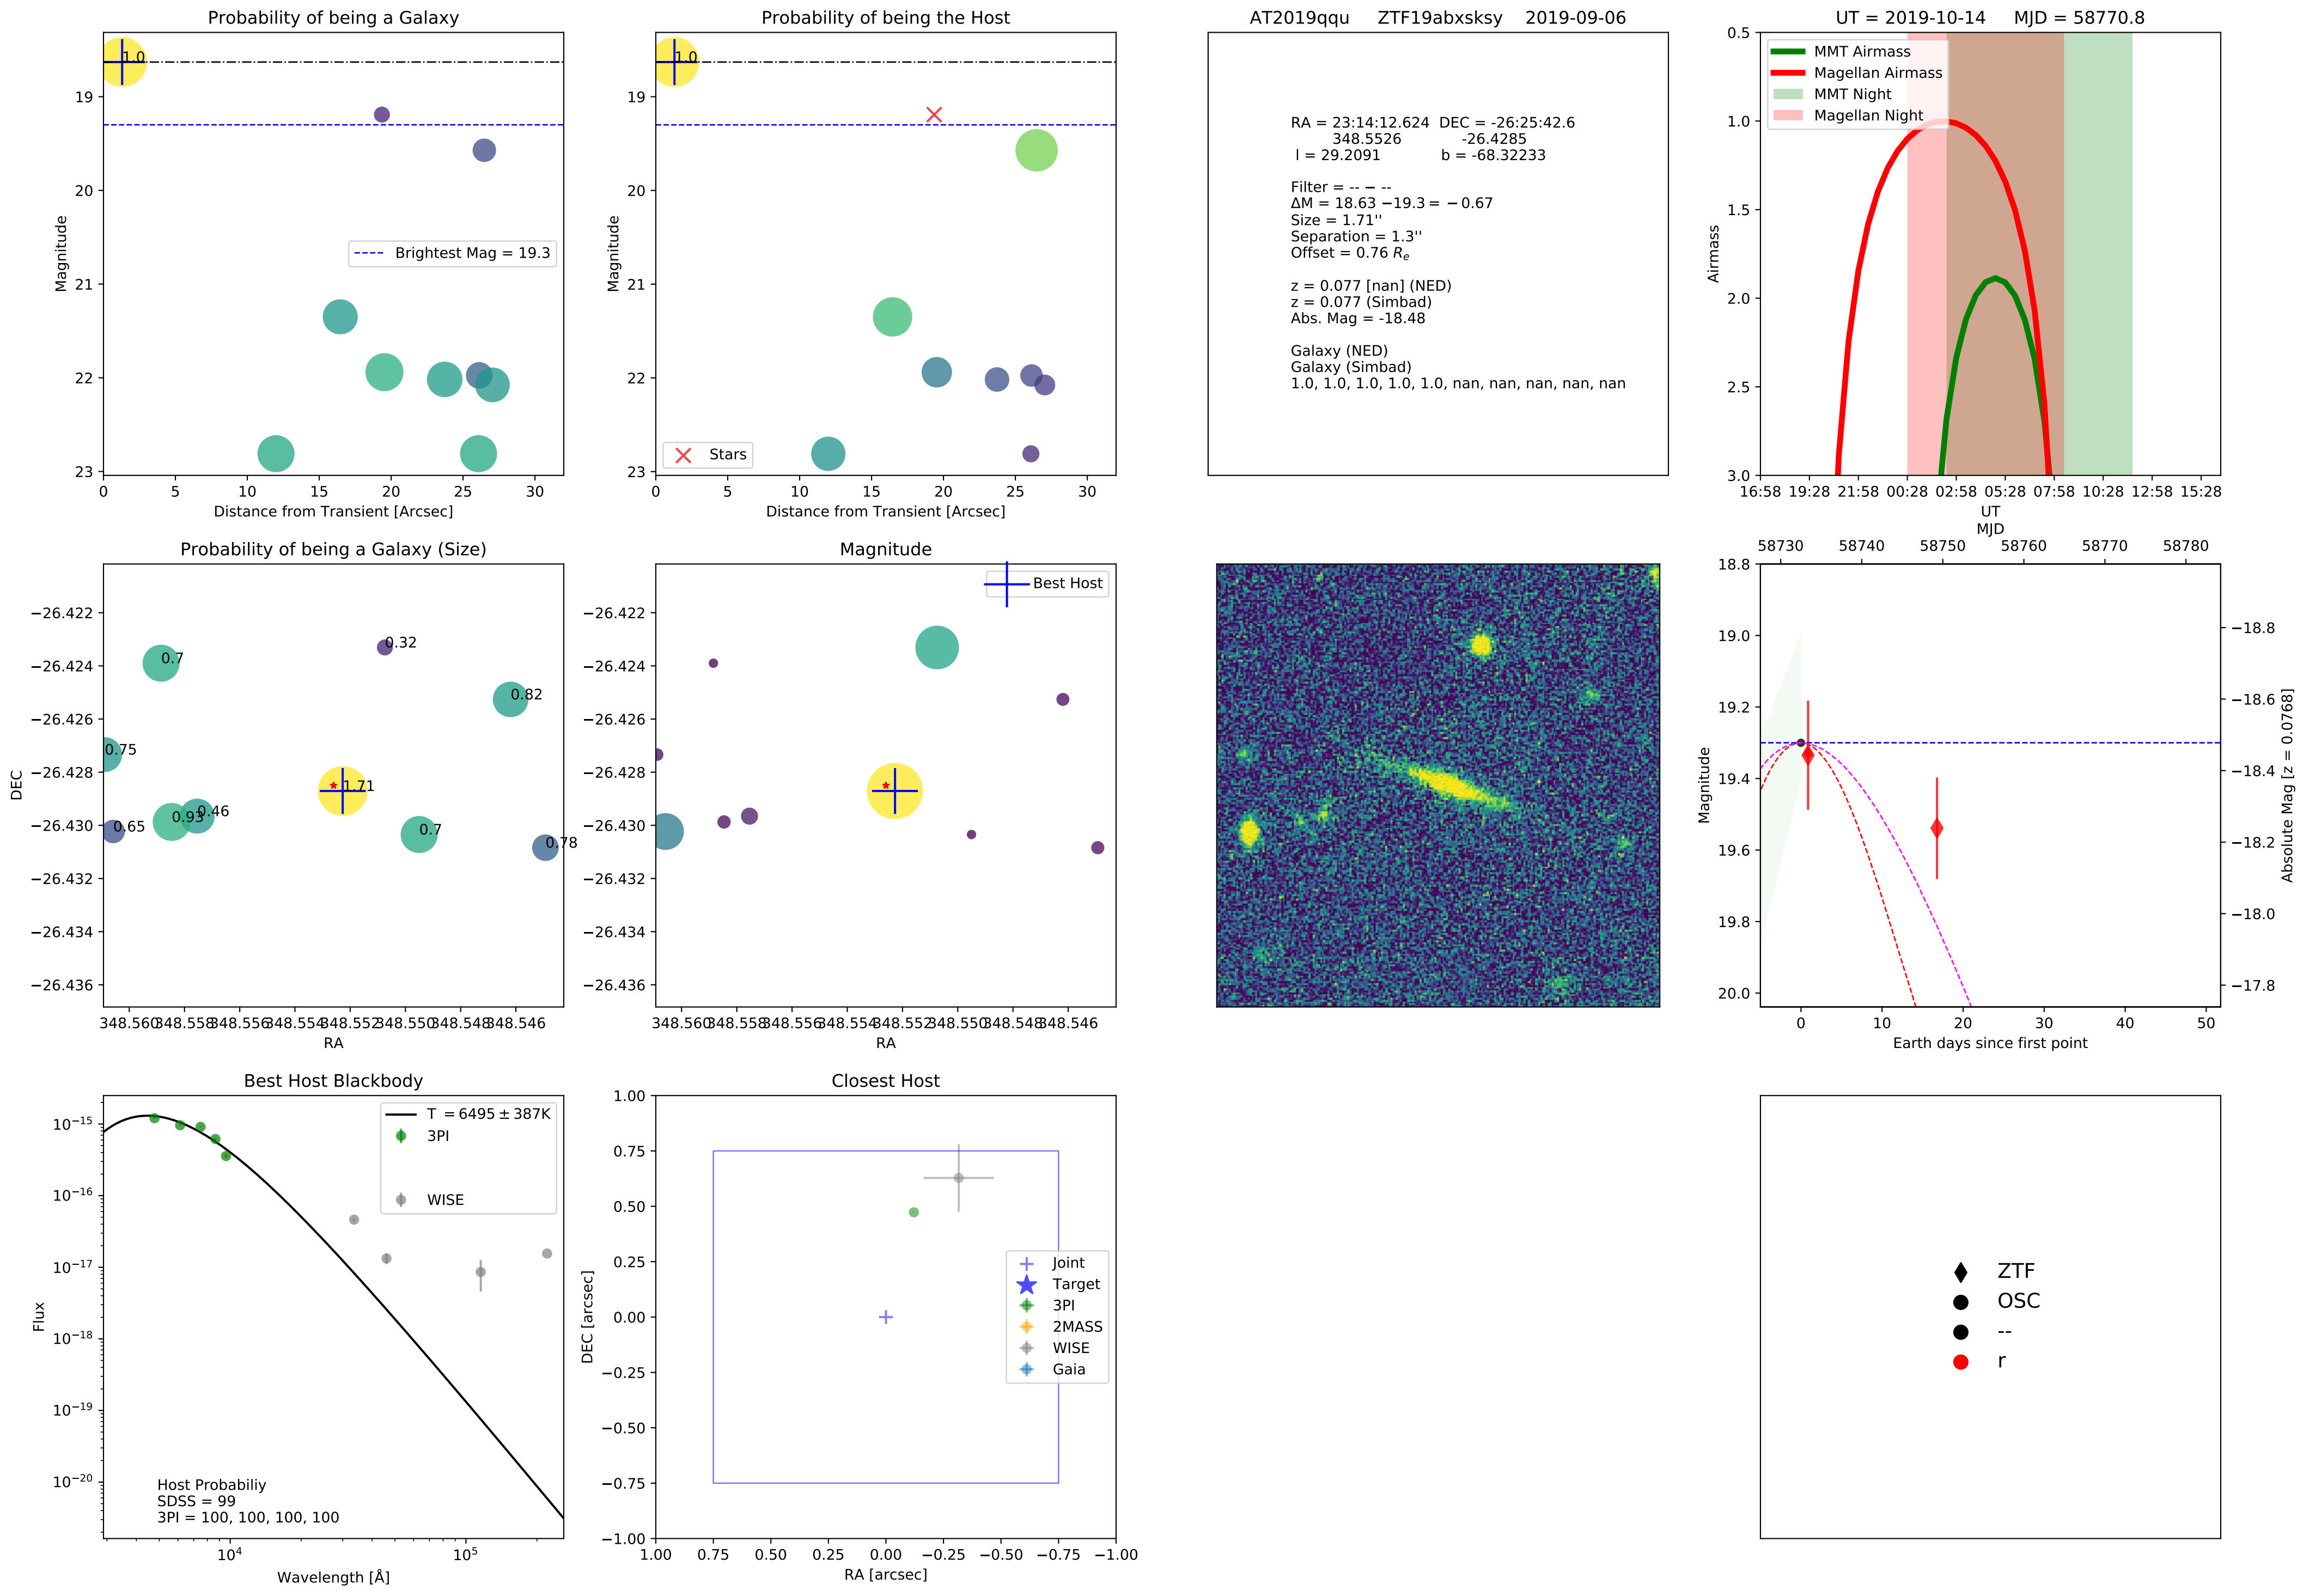 Probability of being a Galaxy
1.0
19
20
21
22
23
Magnitude
Brightest Mag = 19.3
0 5 10 15 20 25 30
Distance from Transient [Arcsec]
Probability of being the Host
1.0
19
20
21
22
23
Magnitude
Stars
0 5 10 15 20 25 30
Distance from Transient [Arcsec]
AT2019qqu ZTF19abxsksy 2019-09-06
RA = 23:14:12.624 DEC = -26:25:42.6
348.5526 -26.4285
l = 29.2091 b = -68.32233
Filter = -- − --
ΔM = 18.63 −19.3 = −0.67
Size = 1.71''
Separation = 1.3''
Offset = 0.76 Re
z = 0.077 [nan] (NED)
z = 0.077 (Simbad)
Abs. Mag = -18.48
Galaxy (NED)
Galaxy (Simbad)
1.0, 1.0, 1.0, 1.0, 1.0, nan, nan, nan, nan, nan
UT = 2019-10-14 MJD = 58770.8
MMT Airmass
Magellan Airmass
MMT Night
Magellan Night
0.5
1.0
1.5
2.0
2.5
3.0
Airmass
16:58 19:28 21:58 00:28 02:58 05:28 07:58 10:28 12:58 15:28
UT
Probability of being a Galaxy (Size)
−26.422
−26.424
−26.426
−26.428
−26.430
−26.432
−26.434
−26.436
DEC
0.32
0.7
0.82
0.75
1.71
0.46
0.93
0.65
0.7
0.78
348.560 348.558 348.556 348.554 348.552 348.550 348.548 348.546
RA
Magnitude
Best Host
−26.422
−26.424
−26.426
−26.428
−26.430
−26.432
−26.434
−26.436
348.560 348.558 348.556 348.554 348.552 348.550 348.548 348.546
RA
MJD
58730 58740 58750 58760 58770 58780
18.8
19.0
19.2
19.4
19.6
19.8
20.0
Magnitude
−18.8
−18.6
−18.4
−18.2
−18.0
−17.8
Absolute Mag [z = 0.0768]
0 10 20 30 40 50
Earth days since first point
Best Host Blackbody
T = 6495 ± 387K
3PI
WISE
10−15
10−16
10−17
10−18
10−19
10−20
Flux
Host Probabiliy
SDSS = 99
3PI = 100, 100, 100, 100
104 105
Wavelength [Å]
Closest Host
1.00
0.75
0.50
0.25
0.00
−0.25
−0.50
−0.75
−1.00
DEC [arcsec]
Joint
Target
3PI
2MASS
WISE
Gaia
1.00 0.75 0.50 0.25 0.00 −0.25 −0.50 −0.75 −1.00
RA [arcsec]
ZTF
OSC
--
r